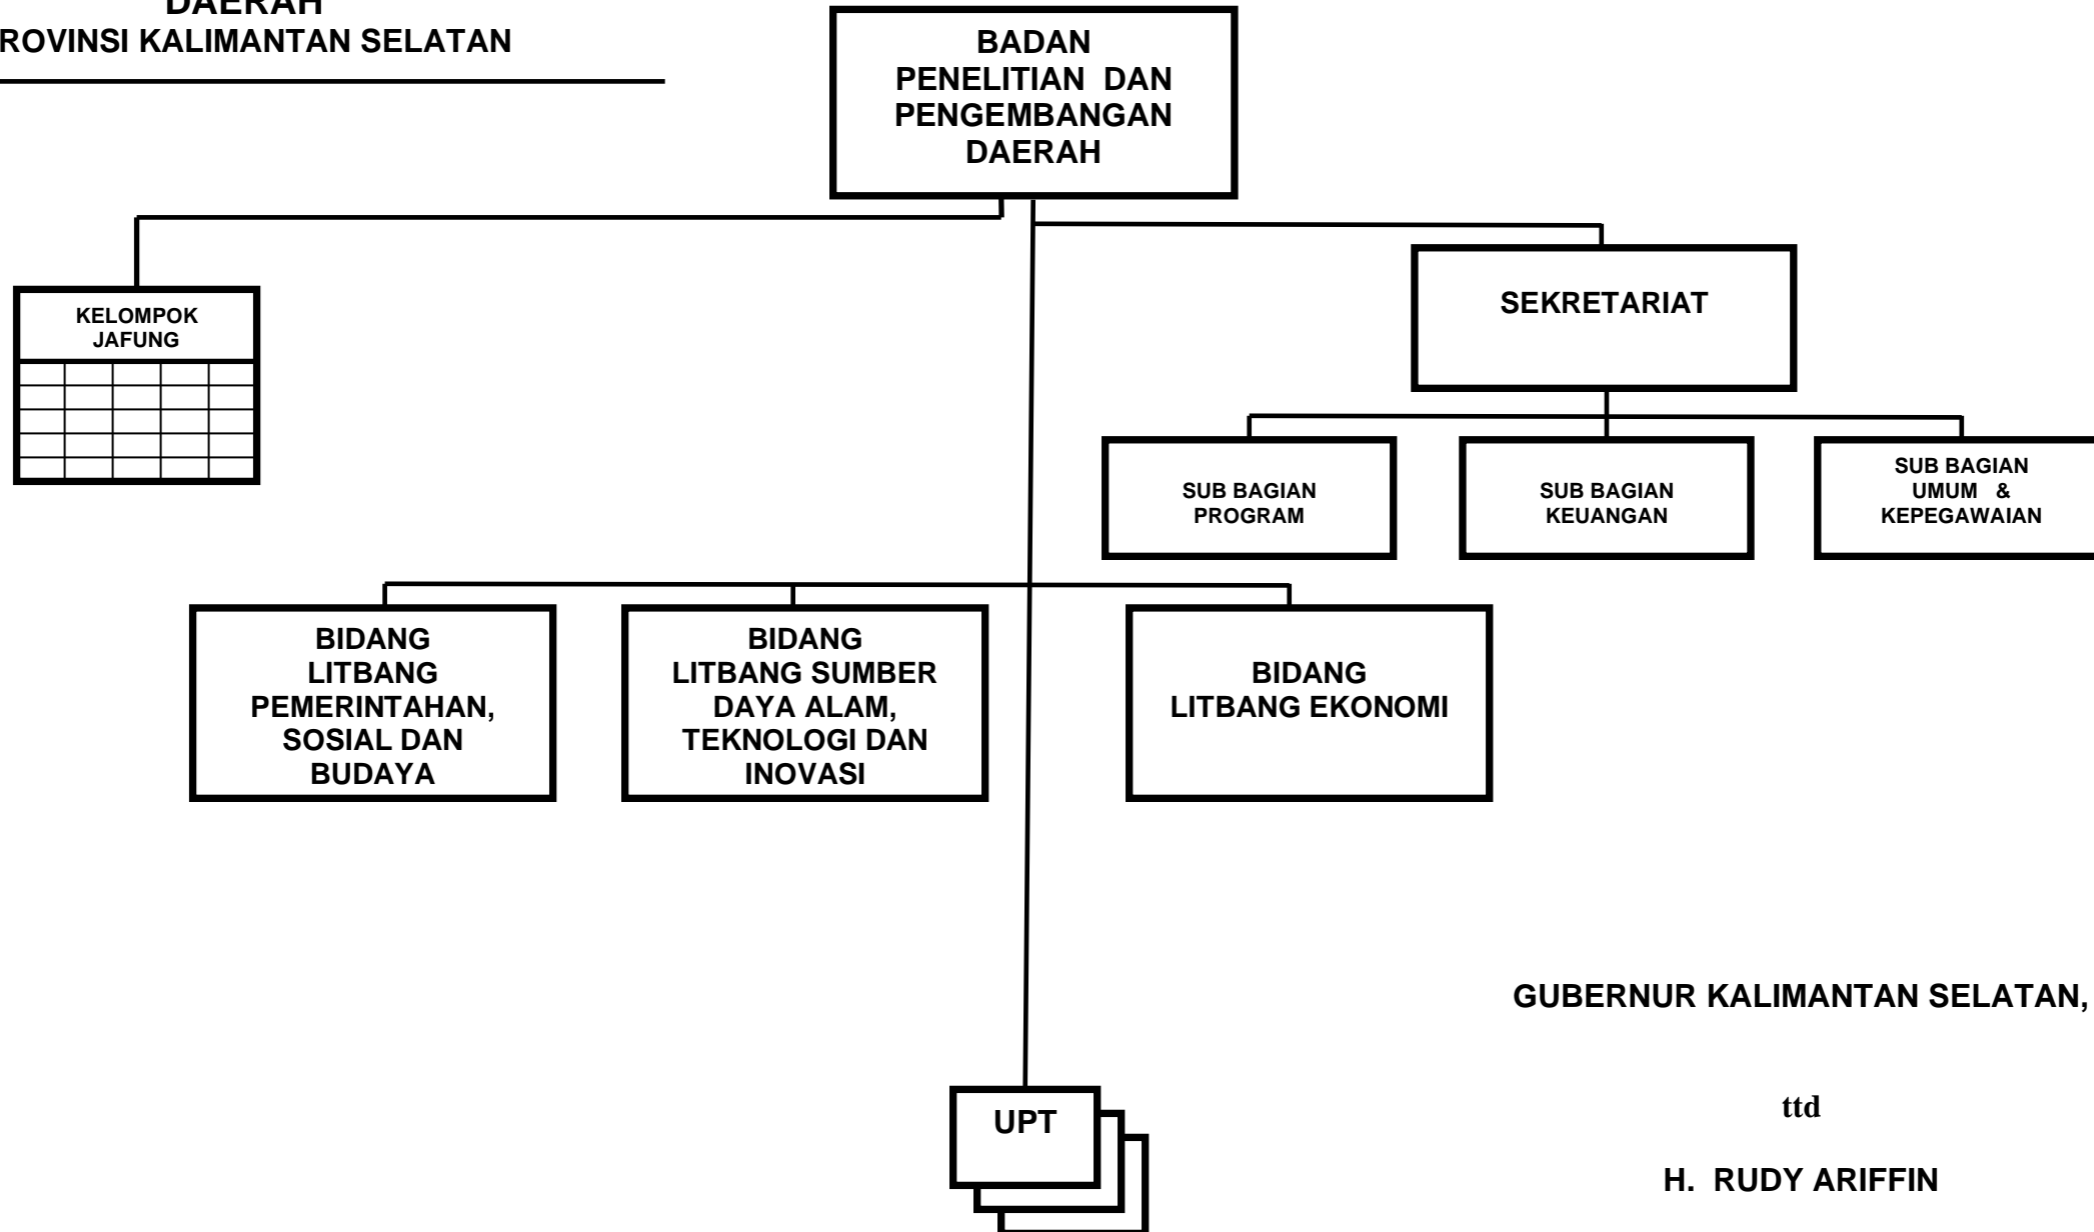 DAERAH
ROVINSI KALIMANTAN SELATAN
BADAN
PENELITIAN DAN
PENGEMBANGAN
DAERAH
KELOMPOK
JAFUNG
SEKRETARIAT
SUB BAGIAN
PROGRAM
SUB BAGIAN
KEUANGAN
SUB BAGIAN
UMUM &
KEPEGAWAIAN
BIDANG
LITBANG
PEMERINTAHAN,
SOSIAL DAN
BUDAYA
BIDANG
LITBANG SUMBER
DAYA ALAM,
TEKNOLOGI DAN
INOVASI
BIDANG
LITBANG EKONOMI
UPT
GUBERNUR KALIMANTAN SELATAN,
ttd
H. RUDY ARIFFIN